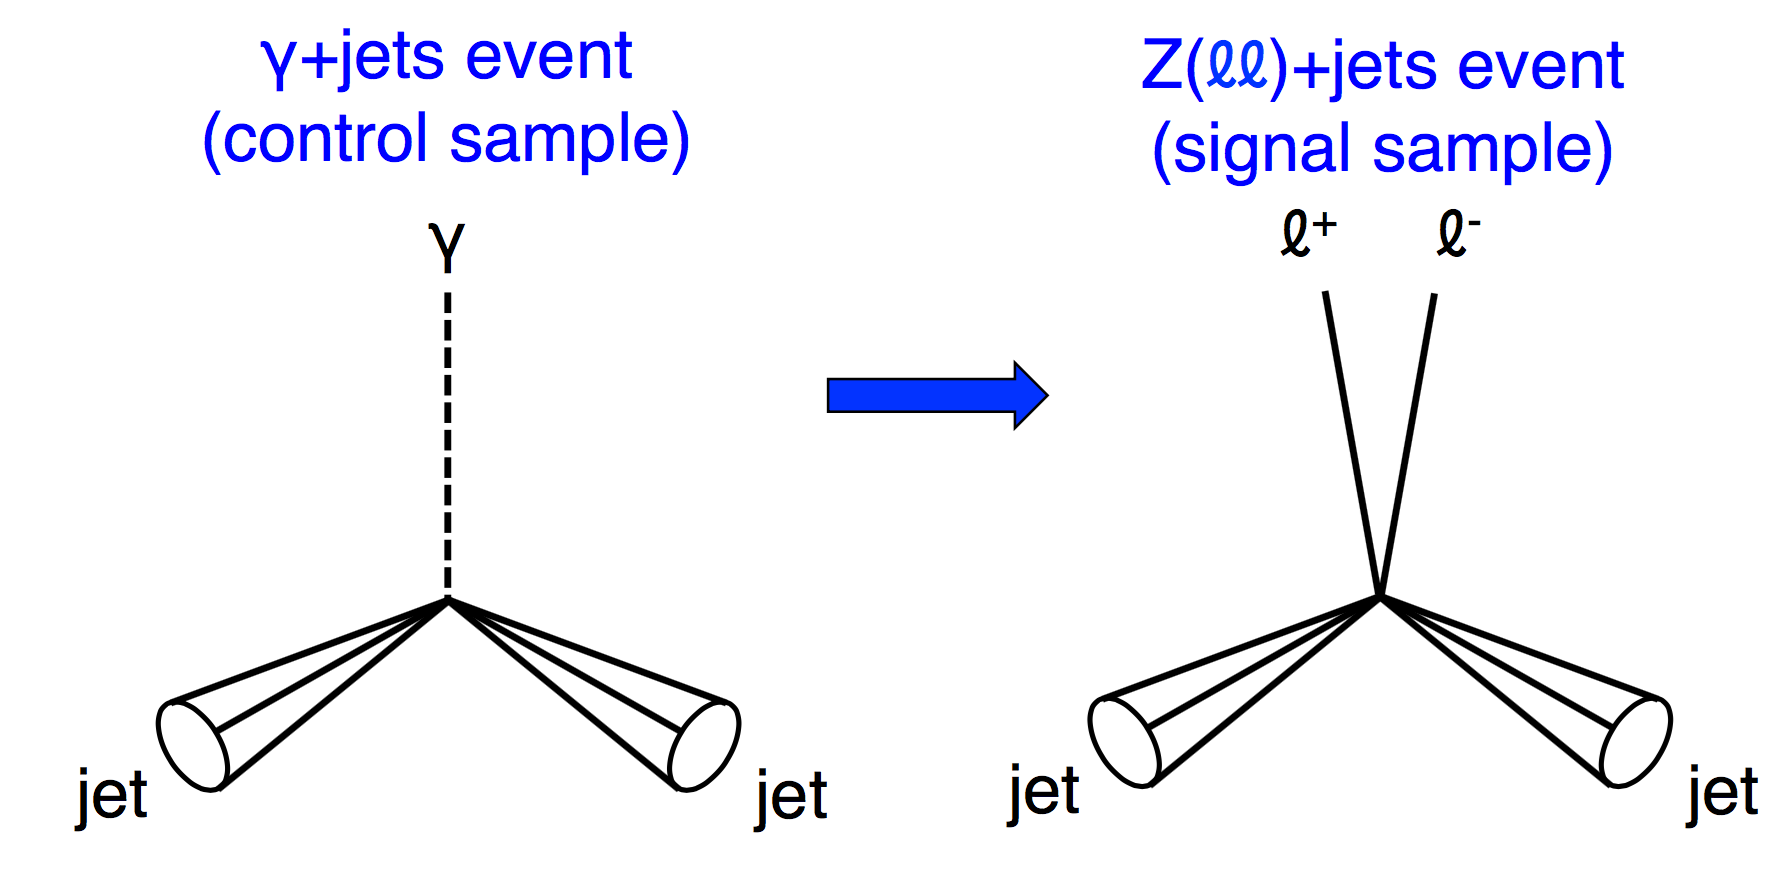 γ+jets event
(control sample)
Z(ℓℓ)+jets event
(signal sample)
γ
ℓ+ ℓ-
jet
jet
jet
jet